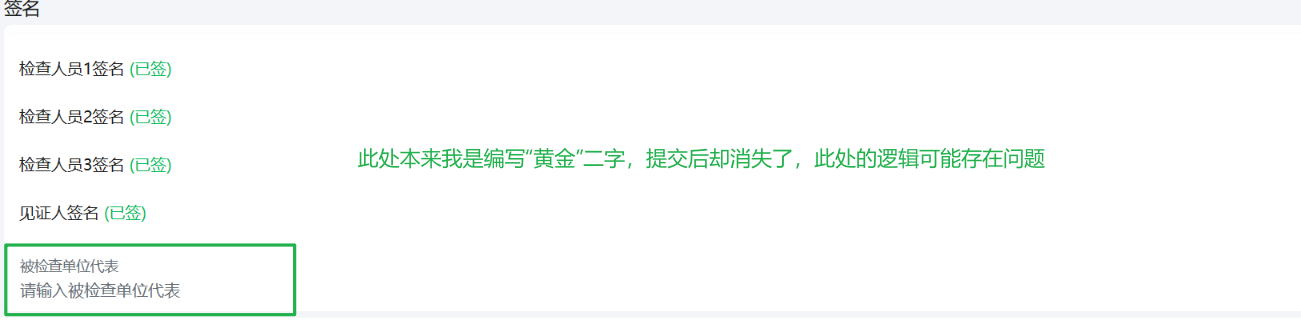 签名
检查人员1签名 (已签)
检查人员2签名 (已签)
此处本来我是编写“黄金”二字，提交后却消失了，此处的逻辑可能存在问题
检查人员3签名 (已签)
见证人签名 (已签)
被检查单位代表
请输入被检查单位代表